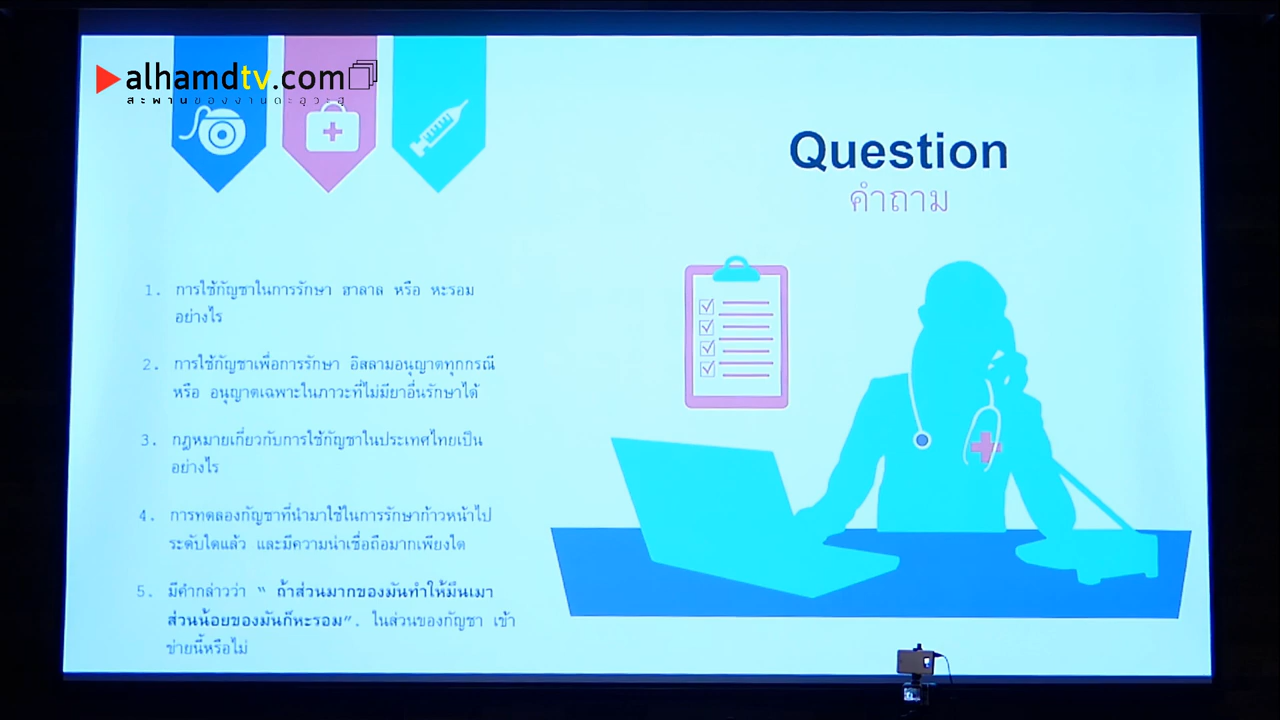 alhamdtv.com
สะพานของงานดะอฺวะฮฺ
Question
คำถาม
1. การใช้กัญชาในการรักษา ฮาลาล หรือ หะรอม
อย่างไร
2. การใช้กัญชาเพื่อการรักษา อิสลามอนุญาตทุกกรณี
หรือ อนุญาตเฉพาะในภาวะที่ไม่มียาอื่นรักษาได้
3. กฎหมายเกี่ยวกับการใช้กัญชาในประเทศไทยเป็น
อย่างไร
4. การทดลองกัญชาที่นำมาใช้ในการรักษาก้าวหน้าไป
ระดับใดแล้ว และมีความน่าเชื่อถือมากเพียงใด
5. มีคำกล่าวว่า “ ถ้าส่วนมากของมันทำให้มึนเมา
ส่วนน้อยของมันก็หะรอม”. ในส่วนของกัญชา เข้า
ข่ายนี้หรือไม่